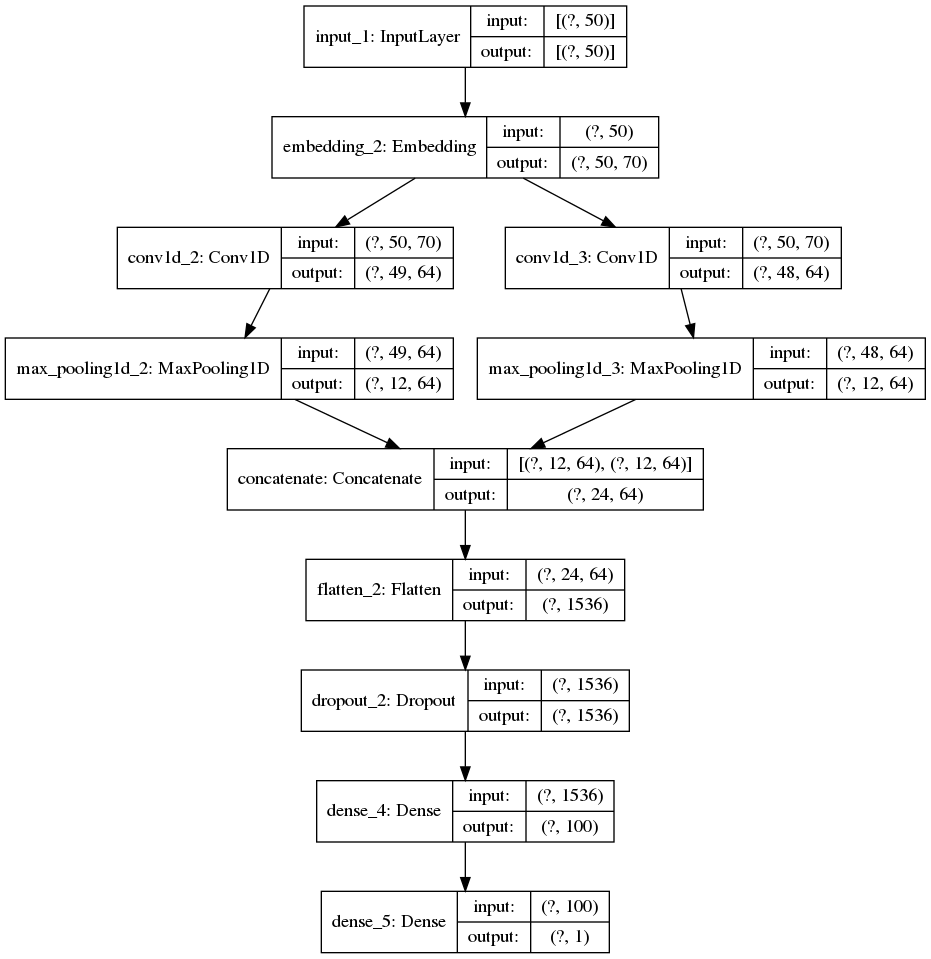 input_1: InputLayer
input: [(?, 50)]
output: [(?, 50)]
embedding_2: Embedding
input: (?, 50)
output: (?, 50, 70)
conv1d_2: Conv1D
input: (?, 50, 70)
output: (?, 49, 64)
conv1d_3: Conv1D
input: (?, 50, 70)
output: (?, 48, 64)
max_pooling1d_2: MaxPooling1D
input: (?, 49, 64)
output: (?, 12, 64)
max_pooling1d_3: MaxPooling1D
input: (?, 48, 64)
output: (?, 12, 64)
concatenate: Concatenate
input: [(?, 12, 64), (?, 12, 64)]
output: (?, 24, 64)
flatten_2: Flatten
input: (?, 24, 64)
output: (?, 1536)
dropout_2: Dropout
input: (?, 1536)
output: (?, 1536)
dense_4: Dense
input: (?, 1536)
output: (?, 100)
dense_5: Dense
input: (?, 100)
output: (?, 1)